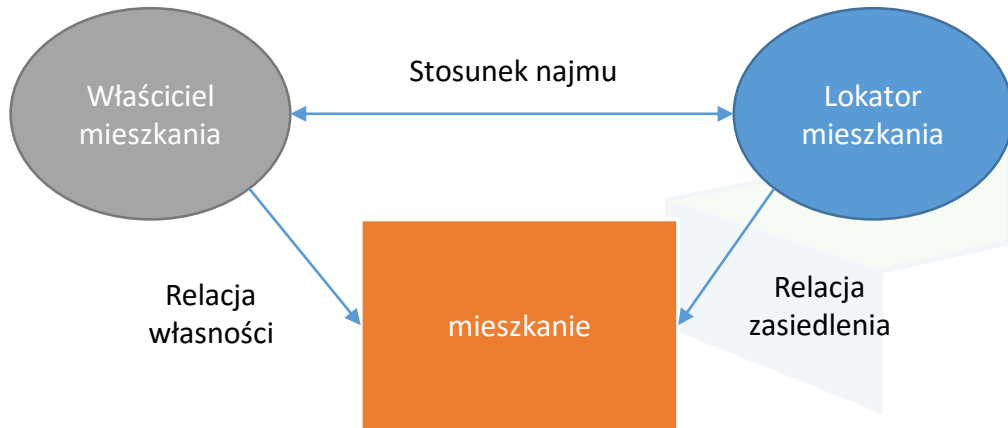 Stosunek najmu
Właściciel
mieszkania
Lokator
mieszkania
Relacja
własności
mieszkanie
Relacja
zasiedlenia